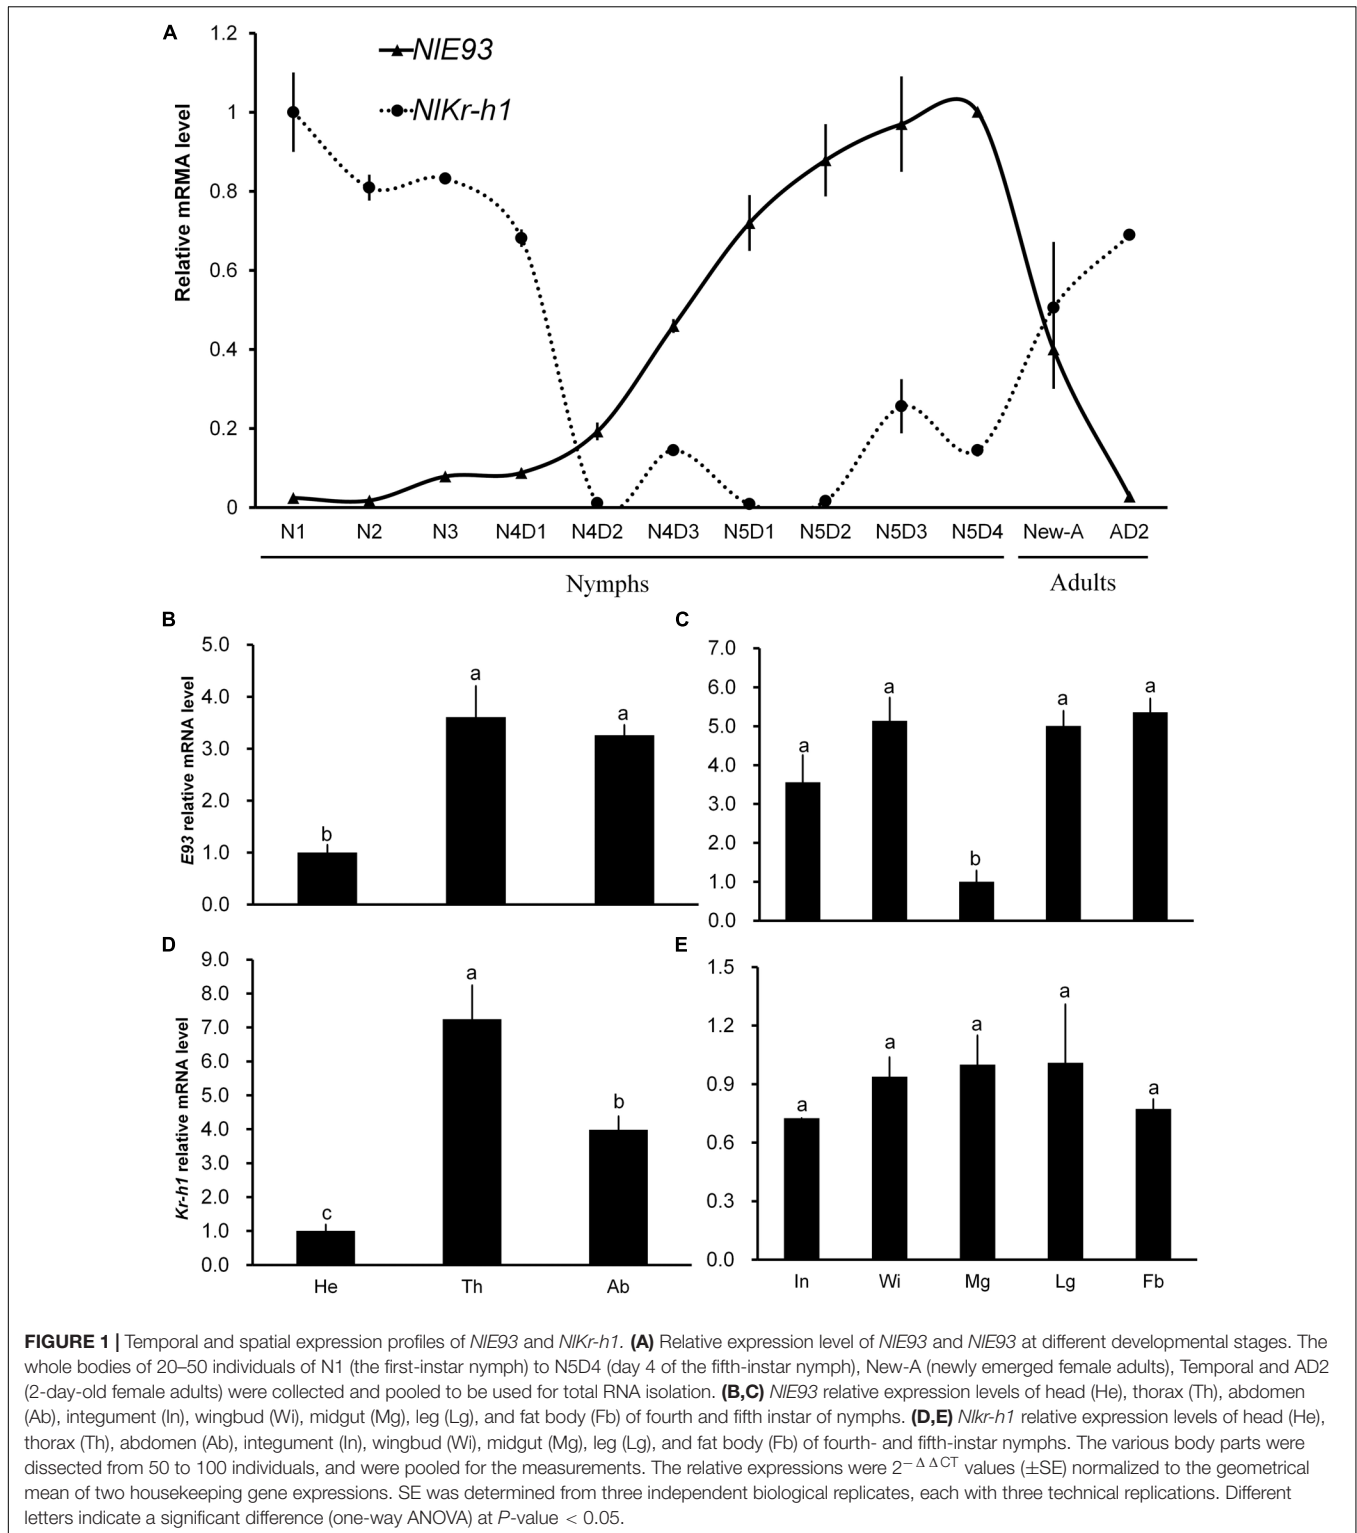 A
1.2
1
0.8
0.6
0.4
0.2
0
Relative mRMA level
NlE93
NlKr-h1
N1 N2 N3 N4D1 N4D2 N4D3 N5D1 N5D2 N5D3 N5D4 New-A AD2
Nymphs Adults
B
5.0
4.0
3.0
2.0
1.0
0.0
E93 relative mRNA level
b a a
C
7.0
6.0
5.0
4.0
3.0
2.0
1.0
0.0
a a b a a
D
9.0
8.0
7.0
6.0
5.0
4.0
3.0
2.0
1.0
0.0
Kr-h1 relative mRNA level
c a b
He Th Ab
E
1.5
1.2
0.9
0.6
0.3
0.0
a a a a a
In Wi Mg Lg Fb
FIGURE 1 | Temporal and spatial expression profiles of NlE93 and NlKr-h1. (A) Relative expression level of NlE93 and NlE93 at different developmental stages. The
whole bodies of 20–50 individuals of N1 (the first-instar nymph) to N5D4 (day 4 of the fifth-instar nymph), New-A (newly emerged female adults), Temporal and AD2
(2-day-old female adults) were collected and pooled to be used for total RNA isolation. (B,C) NlE93 relative expression levels of head (He), thorax (Th), abdomen
(Ab), integument (In), wingbud (Wi), midgut (Mg), leg (Lg), and fat body (Fb) of fourth and fifth instar of nymphs. (D,E) Nlkr-h1 relative expression levels of head (He),
thorax (Th), abdomen (Ab), integument (In), wingbud (Wi), midgut (Mg), leg (Lg), and fat body (Fb) of fourth- and fifth-instar nymphs. The various body parts were
dissected from 50 to 100 individuals, and were pooled for the measurements. The relative expressions were 2−ΔΔCT values (±SE) normalized to the geometrical
mean of two housekeeping gene expressions. SE was determined from three independent biological replicates, each with three technical replications. Different
letters indicate a significant difference (one-way ANOVA) at P-value < 0.05.